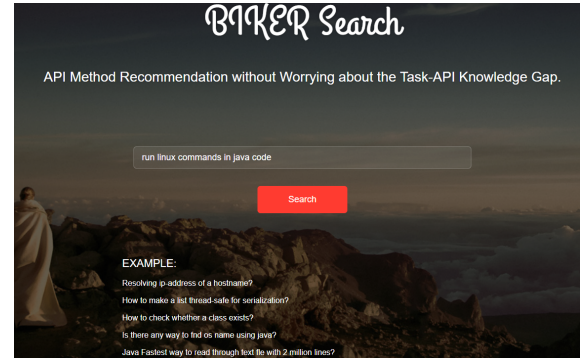 BIKER Search
API Method Recommendation without Worrying about the Task-API Knowledge Gap.
run linux commands in java code
Search
EXAMPLE:
Resolving ip-address of a hostname?
How to make a list thread-safe for serialization?
How to check whether a class exists?
Is there any way to fnd os name using java?
Java Fastest way to read through text fle with 2 million lines?